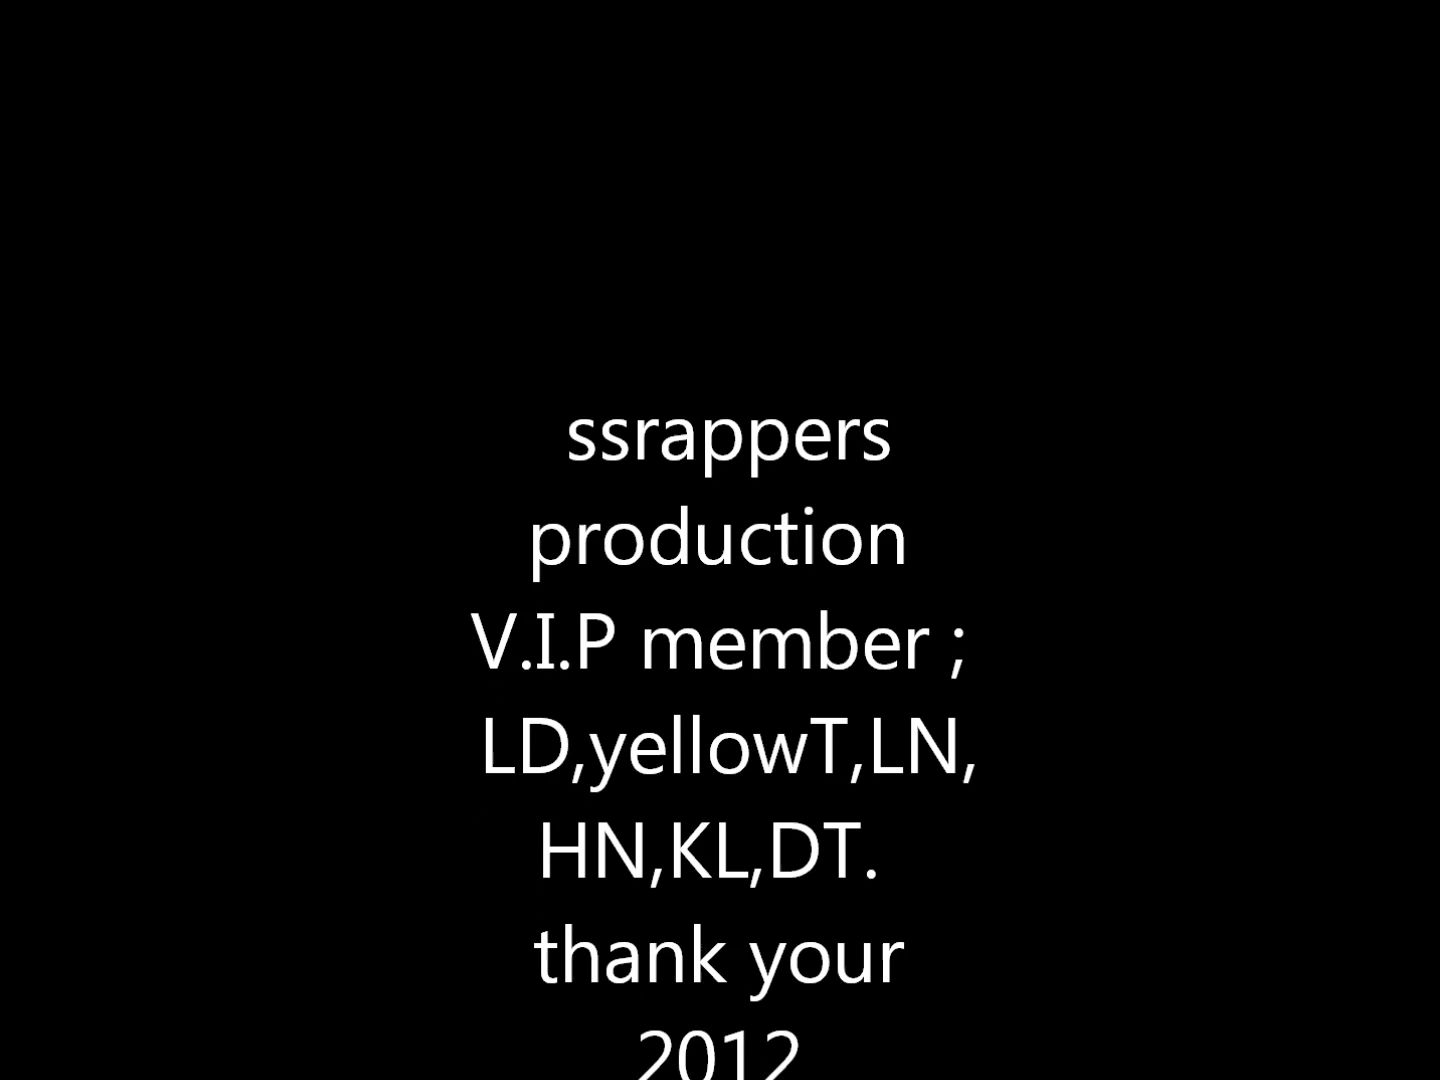 ssrappers
production
V.I.P member ;
LD,yellowT,LN,
HN,KL,DT.
thank your
2012